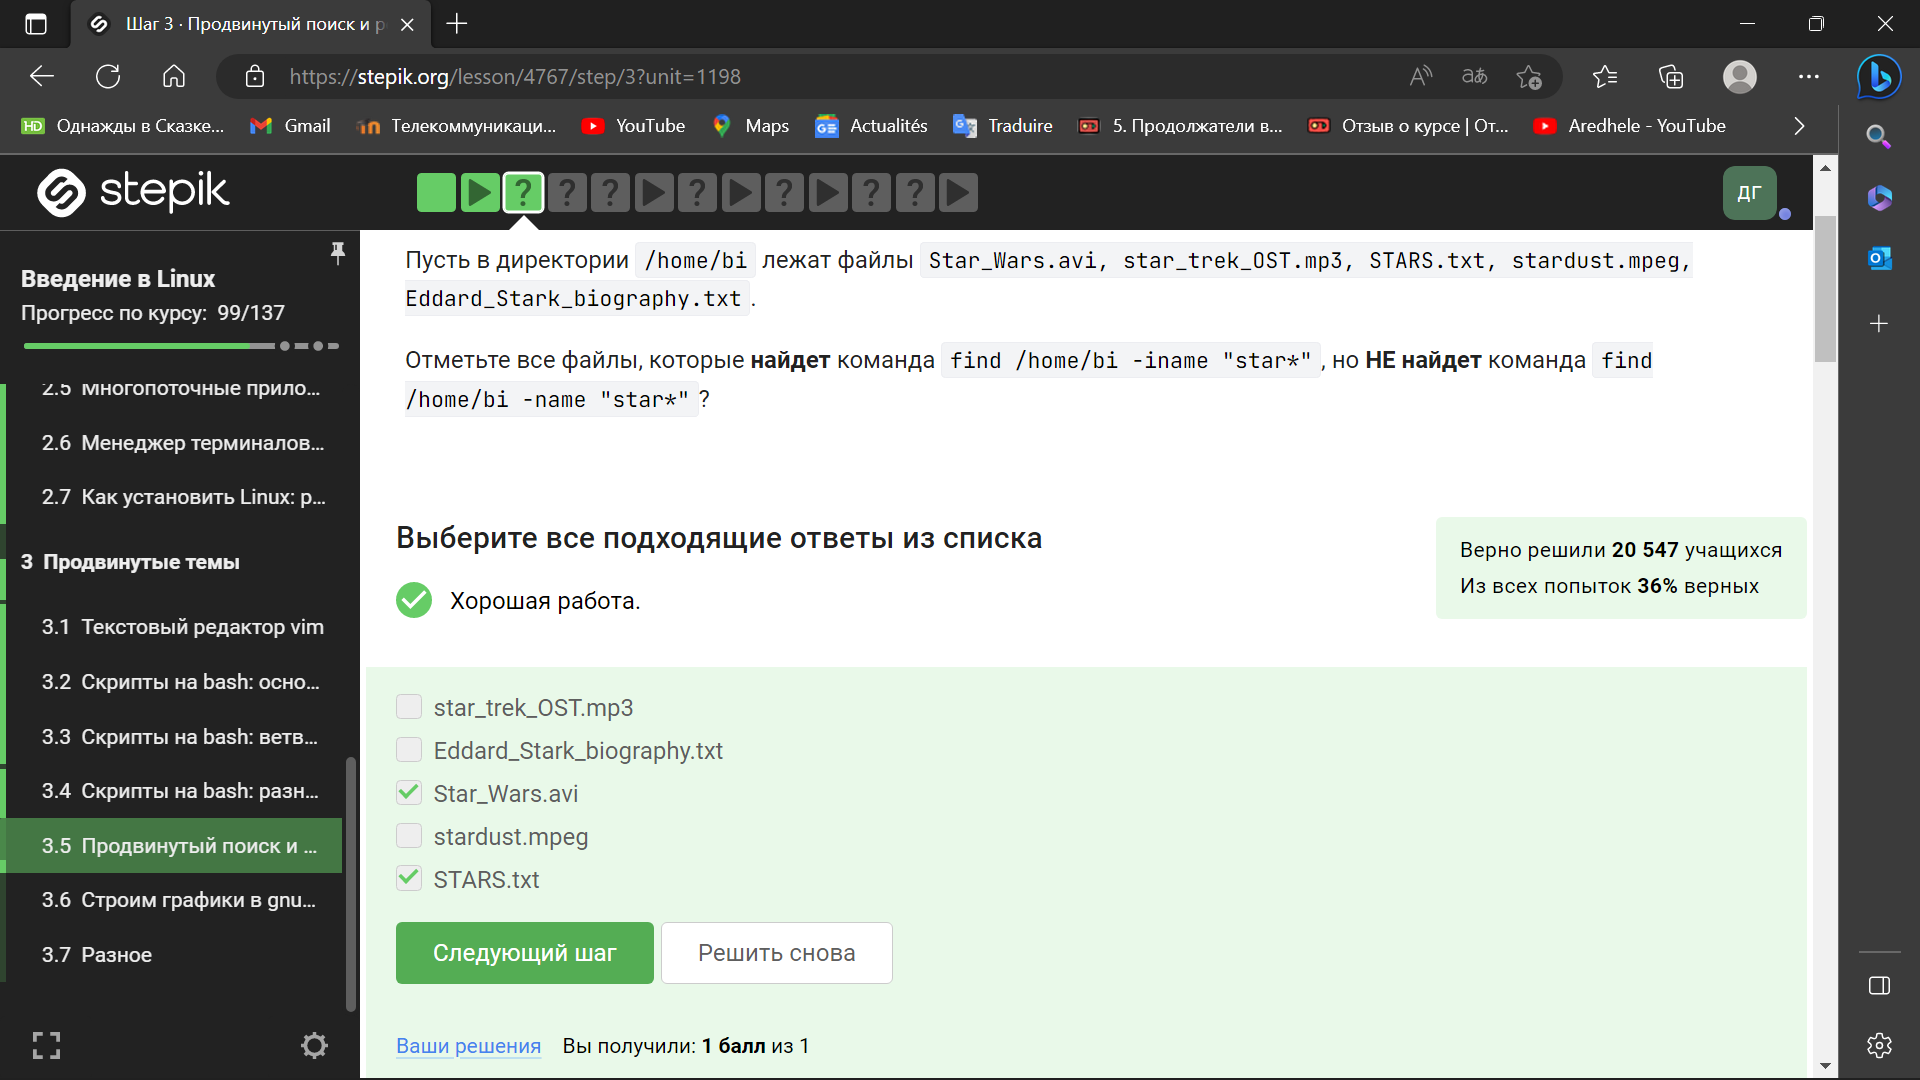 Шаг 3 · Продвинутый поиск и р
https://stepik.org/lesson/4767/step/3?unit=1198
Однажды в Сказке...
Gmail
Телекоммуникаци...
YouTube
Maps
Actualités
Traduire
5. Продолжатели в...
Отзыв о курсе | От...
Aredhele - YouTube
stepik
ДГ
Введение в Linux
Прогресс по курсу: 99/137
2.5 Многопоточные прило...
2.6 Менеджер терминалов...
2.7 Как установить Linux: р...
3 Продвинутые темы
3.1 Текстовый редактор vim
3.2 Скрипты на bash: осно...
3.3 Скрипты на bash: ветв...
3.4 Скрипты на bash: разн...
3.5 Продвинутый поиск и ...
3.6 Строим графики в gnu...
3.7 Разное
Пусть в директории /home/bi лежат файлы Star_Wars.avi, star_trek_OST.mp3, STARS.txt, stardust.mpeg,
Eddard_Stark_biography.txt.
Отметьте все файлы, которые найдет команда find /home/bi -iname "star*", но НЕ найдет команда find
/home/bi -name "star*"?
Выберите все подходящие ответы из списка
Хорошая работа.
Верно решили 20 547 учащихся
Из всех попыток 36% верных
star_trek_OST.mp3
Eddard_Stark_biography.txt
Star_Wars.avi
stardust.mpeg
STARS.txt
Следующий шаг
Решить снова
Ваши решения Вы получили: 1 балл из 1